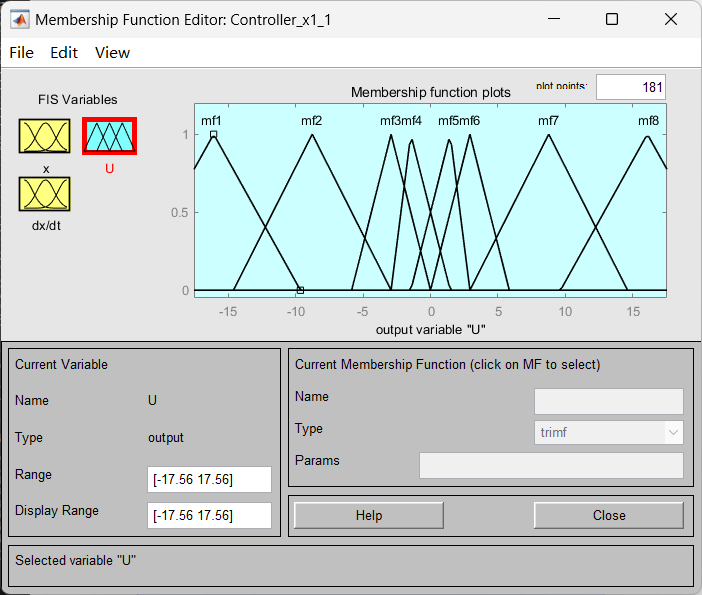 Membership Function Editor: Controller_x1_1
File Edit View
FIS Variables
x
U
dx/dt
Membership function plots
plot points:
181
mf1 mf2 mf3mf4 mf5mf6 mf7 mf8
1
0.5
0
-15 -10 -5 0 5 10 15
output variable "U"
Current Variable
Name U
Type output
Range [-17.56 17.56]
Display Range [-17.56 17.56]
Current Membership Function (click on MF to select)
Name
Type trimf
Params
Help Close
Selected variable "U"